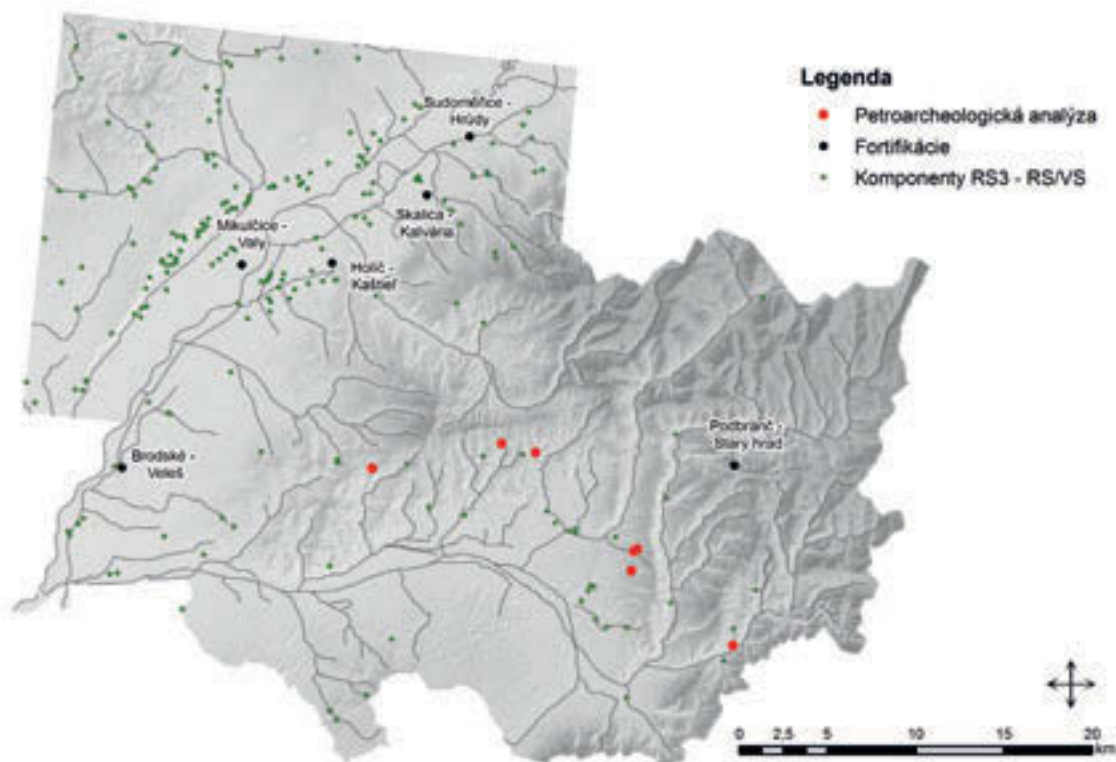 Legenda
Petroarcheologická analýza
Fortifikácie
Komponenty RS3 - RS/VS
Sudoměřice -
Hrúdy
Skalica -
Kalvária
Mikulčice -
Valy
Holíč -
Kaštieľ
Podbranč -
Starý hrad
Brodské -
Veleš
0 2,5 5 10 15 20
km